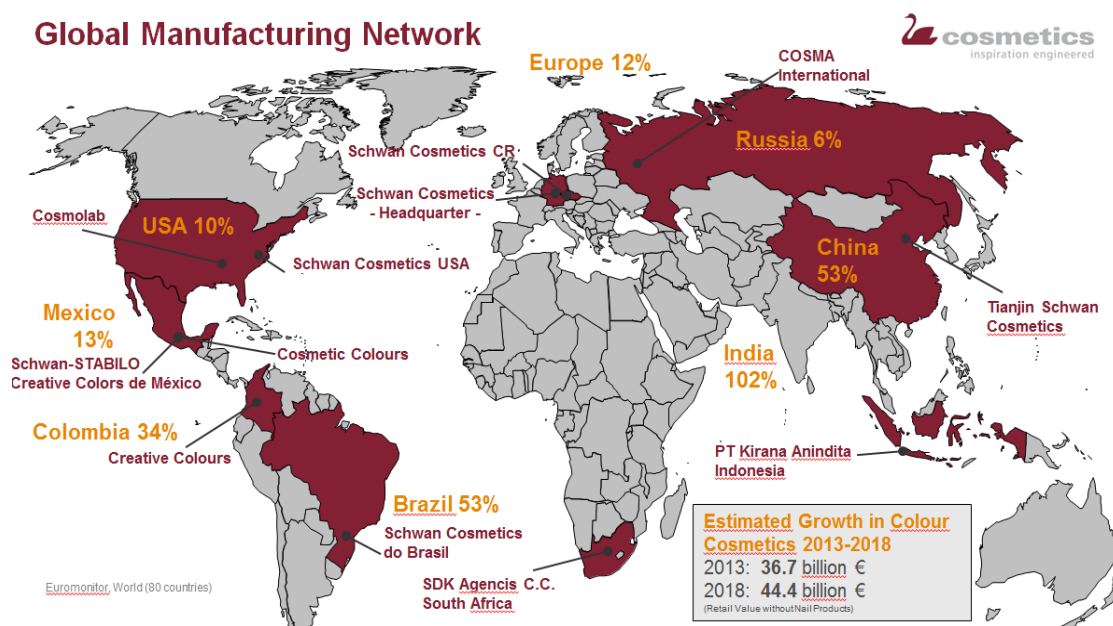 Global Manufacturing Network
cosmetics
inspiration engineered
Europe 12%
COSMA
International
Russia 6%
Schwan Cosmetics CR
Schwan Cosmetics
- Headquarter -
Cosmolab
USA 10%
Schwan Cosmetics USA
China
53%
Tianjin Schwan
Cosmetics
Mexico
13%
Schwan-STABILO
Creative Colors de México
Cosmetic Colours
India
102%
Colombia 34%
Creative Colours
PT Kirana Anindita
Indonesia
Brazil 53%
Schwan Cosmetics
do Brasil
SDK Agencis C.C.
South Africa
Estimated Growth in Colour
Cosmetics 2013-2018
2013: 36.7 billion €
2018: 44.4 billion €
(Retail Value without Nail Products)
Euromonitor, World (80 countries)